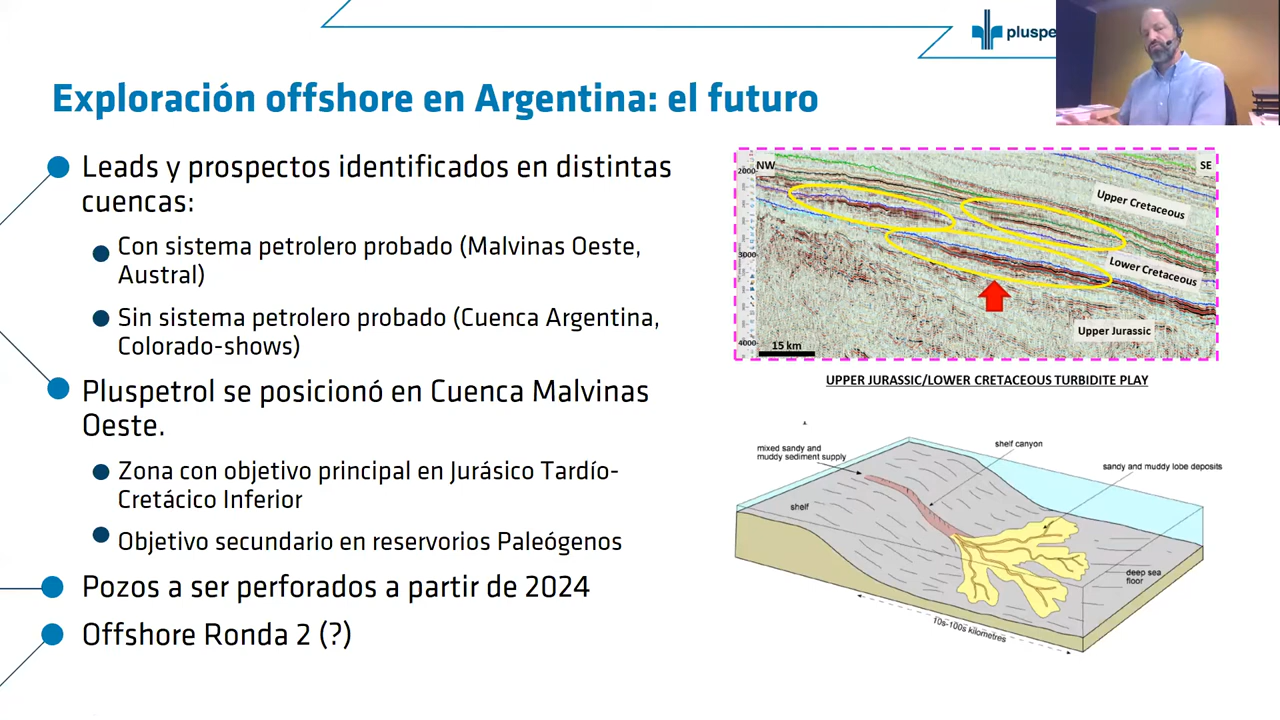 Exploración offshore en Argentina: el futuro
Leads y prospectos identificados en distintas
cuencas:
Con sistema petrolero probado (Malvinas Oeste,
Austral)
Sin sistema petrolero probado (Cuenca Argentina,
Colorado-shows)
Pluspetrol se posicionó en Cuenca Malvinas
Oeste.
Zona con objetivo principal en Jurásico Tardío-
Cretácico Inferior
Objetivo secundario en reservorios Paleógenos
Pozos a ser perforados a partir de 2024
Offshore Ronda 2 (?)
pluspe
NW
SE
2000
3000
4000
Upper Cretaceous
Lower Cretaceous
Upper Jurassic
15 km
UPPER JURASSIC/LOWER CRETACEOUS TURBIDITE PLAY
mixed sandy and
muddy sediment supply
shelf canyon
sandy and muddy lobe deposits
shelf
deep sea
floor
10s-100s kilometres